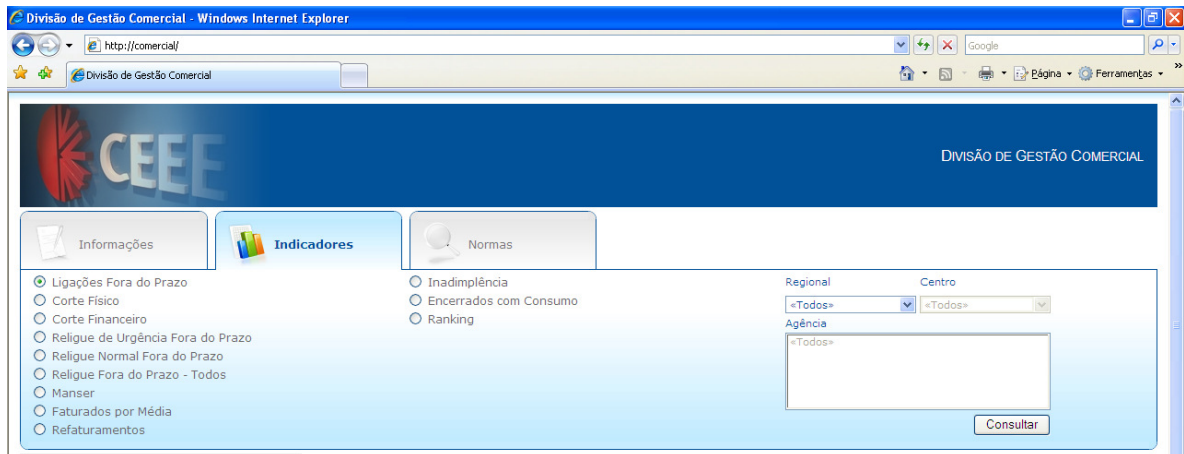 Divisão de Gestão Comercial - Windows Internet Explorer
http://comercial/
Google
Divisão de Gestão Comercial
Página
Ferramentas
CEEE
DIVISÃO DE GESTÃO COMERCIAL
Informações
Indicadores
Normas
Ligações Fora do Prazo
Corte Físico
Corte Financeiro
Religue de Urgência Fora do Prazo
Religue Normal Fora do Prazo
Religue Fora do Prazo - Todos
Manser
Faturados por Média
Refaturamentos
Inadimplência
Encerrados com Consumo
Ranking
Regional Centro
«Todos» «Todos»
Agência
«Todos»
Consultar